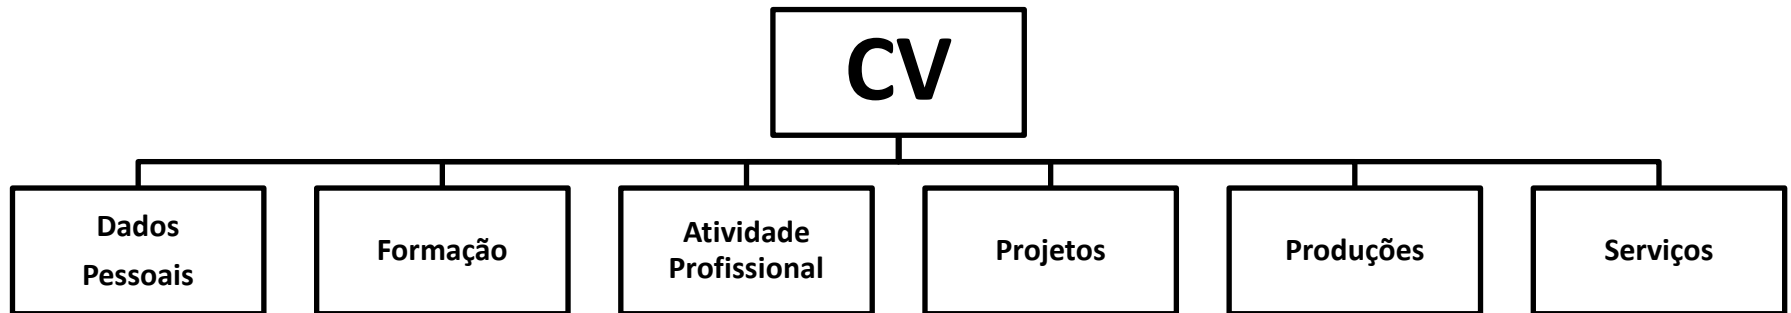 CV
Dados
Pessoais
Formação
Atividade
Profissional
Projetos
Produções
Serviços